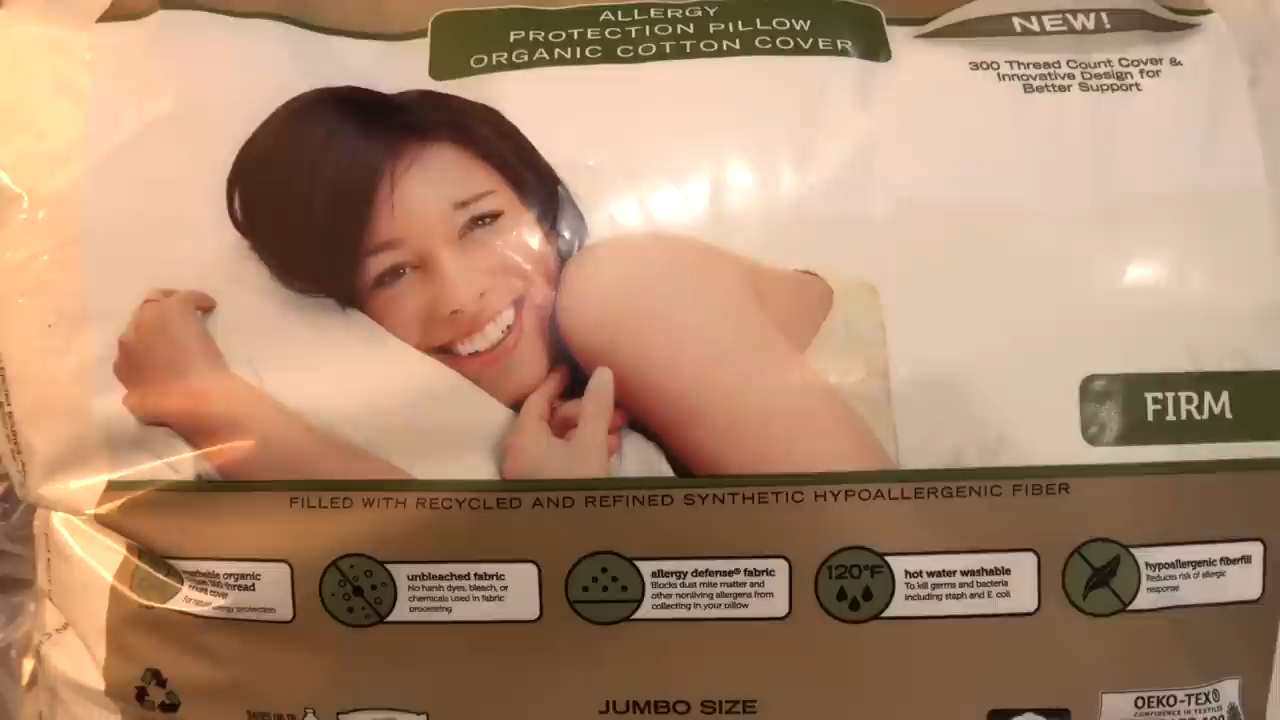 ALLERGY
PROTECTION PILLOW
ORGANIC COTTON COVER
NEW!
300 Thread Count Cover &
Innovative Design for
Better Support
FIRM
FILLED WITH RECYCLED AND REFINED SYNTHETIC HYPOALLERGENIC FIBER
organic
thread
count cover
protection
unbleached fabric
No harsh dyes, bleach, or
chemicals used in fabric
processing
allergy defense® fabric
Blocks dust mite matter and
other nonliving allergens from
collecting in your pillow
120°F
hot water washable
To kill germs and bacteria
including staph and E. coli
hypoallergenic fiberfill
Reduces risk of allergic
response
JUMBO SIZE
OEKO-TEX®
CONFIDENCE IN TEXTILES